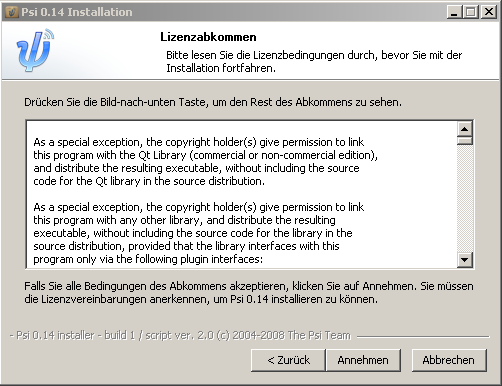 Psi 0.14 Installation
Lizenzabkommen
Bitte lesen Sie die Lizenzbedingungen durch, bevor Sie mit der
Installation fortfahren.
Drücken Sie die Bild-nach-unten Taste, um den Rest des Abkommens zu sehen.
As a special exception, the copyright holder(s) give permission to link
this program with the Qt Library (commercial or non-commercial edition),
and distribute the resulting executable, without including the source
code for the Qt library in the source distribution.
As a special exception, the copyright holder(s) give permission to link
this program with any other library, and distribute the resulting
executable, without including the source code for the library in the
source distribution, provided that the library interfaces with this
program only via the following plugin interfaces:
Falls Sie alle Bedingungen des Abkommens akzeptieren, klicken Sie auf Annehmen. Sie müssen
die Lizenzvereinbarungen anerkennen, um Psi 0.14 installieren zu können.
- Psi 0.14 installer - build 1 / script ver. 2.0 (c) 2004-2008 The Psi Team
< Zurück Annehmen Abbrechen